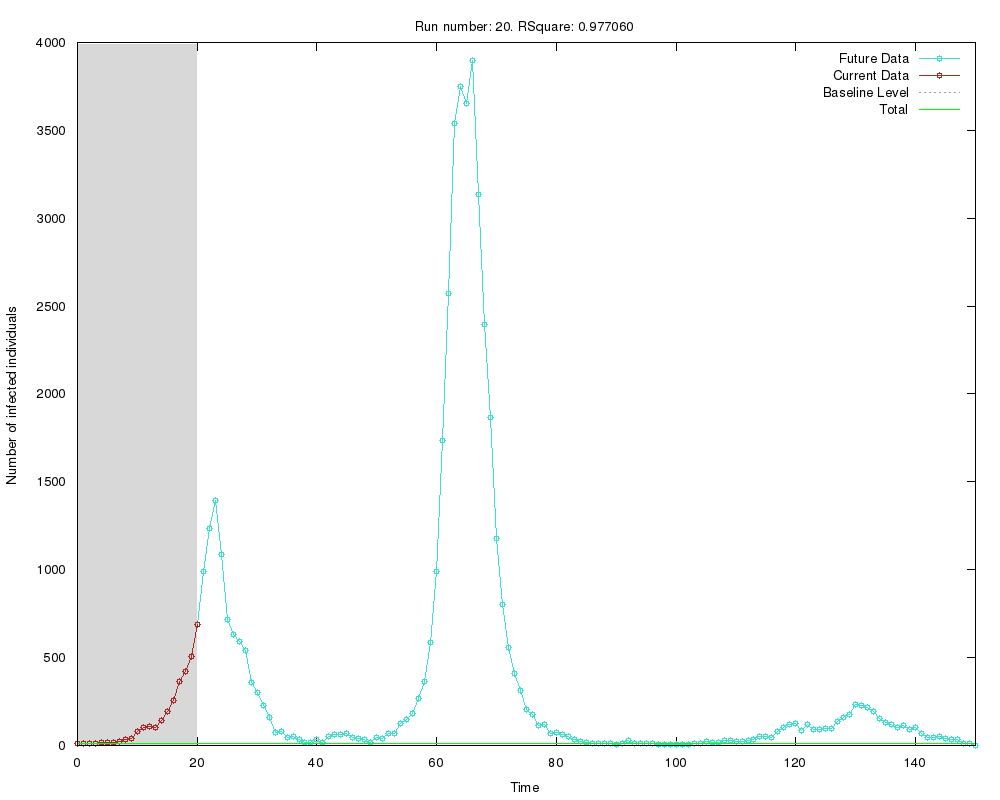 Run number: 20. RSquare: 0.977060
Future Data
Current Data
Baseline Level
Total
4000
3500
3000
2500
2000
1500
1000
500
0
Number of infected individuals
0 20 40 60 80 100 120 140
Time